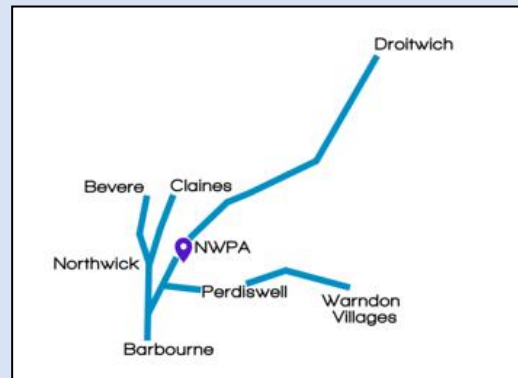 Droitwich
Bevere
Claines
NWPA
Northwick
Perdiswell
Warndon
Villages
Barbourne